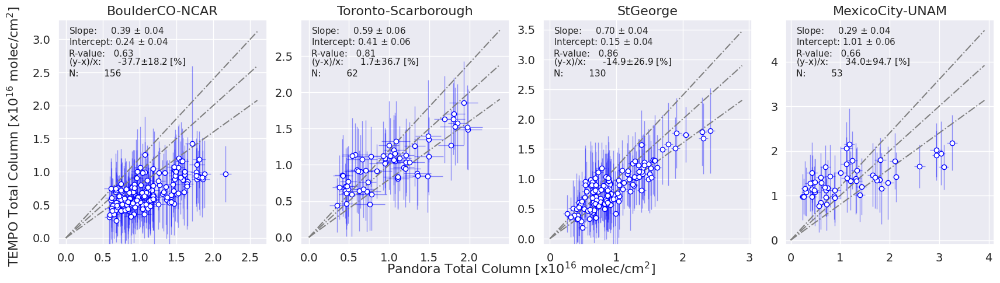 BoulderCO-NCAR
Slope: 0.39 ± 0.04
Intercept: 0.24 ± 0.04
R-value: 0.63
(y-x)/x: -37.7±18.2 [%]
N: 156
3.0
2.5
2.0
1.5
1.0
0.5
0.0
0.0 0.5 1.0 1.5 2.0 2.5
Toronto-Scarborough
Slope: 0.59 ± 0.06
Intercept: 0.41 ± 0.06
R-value: 0.81
(y-x)/x: 1.7±36.7 [%]
N: 62
2.5
2.0
1.5
1.0
0.5
0.0
0.0 0.5 1.0 1.5 2.0
StGeorge
Slope: 0.70 ± 0.04
Intercept: 0.15 ± 0.04
R-value: 0.86
(y-x)/x: -14.9±26.9 [%]
N: 130
3.5
3.0
2.5
2.0
1.5
1.0
0.5
0.0
0 1 2 3
MexicoCity-UNAM
Slope: 0.29 ± 0.04
Intercept: 1.01 ± 0.06
R-value: 0.66
(y-x)/x: 34.0±94.7 [%]
N: 53
4
3
2
1
0
0 1 2 3 4
TEMPO Total Column [x10¹⁶ molec/cm²]
Pandora Total Column [x10¹⁶ molec/cm²]